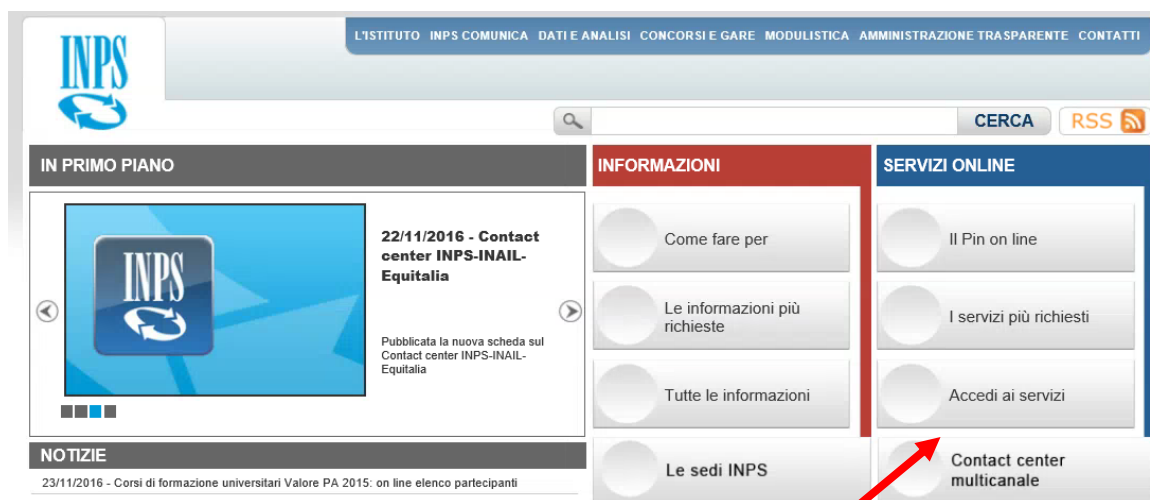 INPS
L'ISTITUTO INPS COMUNICA DATI E ANALISI CONCORSI E GARE MODULISTICA AMMINISTRAZIONE TRASPARENTE CONTATTI
CERCA
RSS
IN PRIMO PIANO
INPS
22/11/2016 - Contact
center INPS-INAIL-
Equitalia
Pubblicata la nuova scheda sul
Contact center INPS-INAIL-
Equitalia
NOTIZIE
23/11/2016 - Corsi di formazione universitari Valore PA 2015: on line elenco partecipanti
INFORMAZIONI
Come fare per
Le informazioni più
richieste
Tutte le informazioni
Le sedi INPS
SERVIZI ONLINE
Il Pin on line
I servizi più richiesti
Accedi ai servizi
Contact center
multicanale